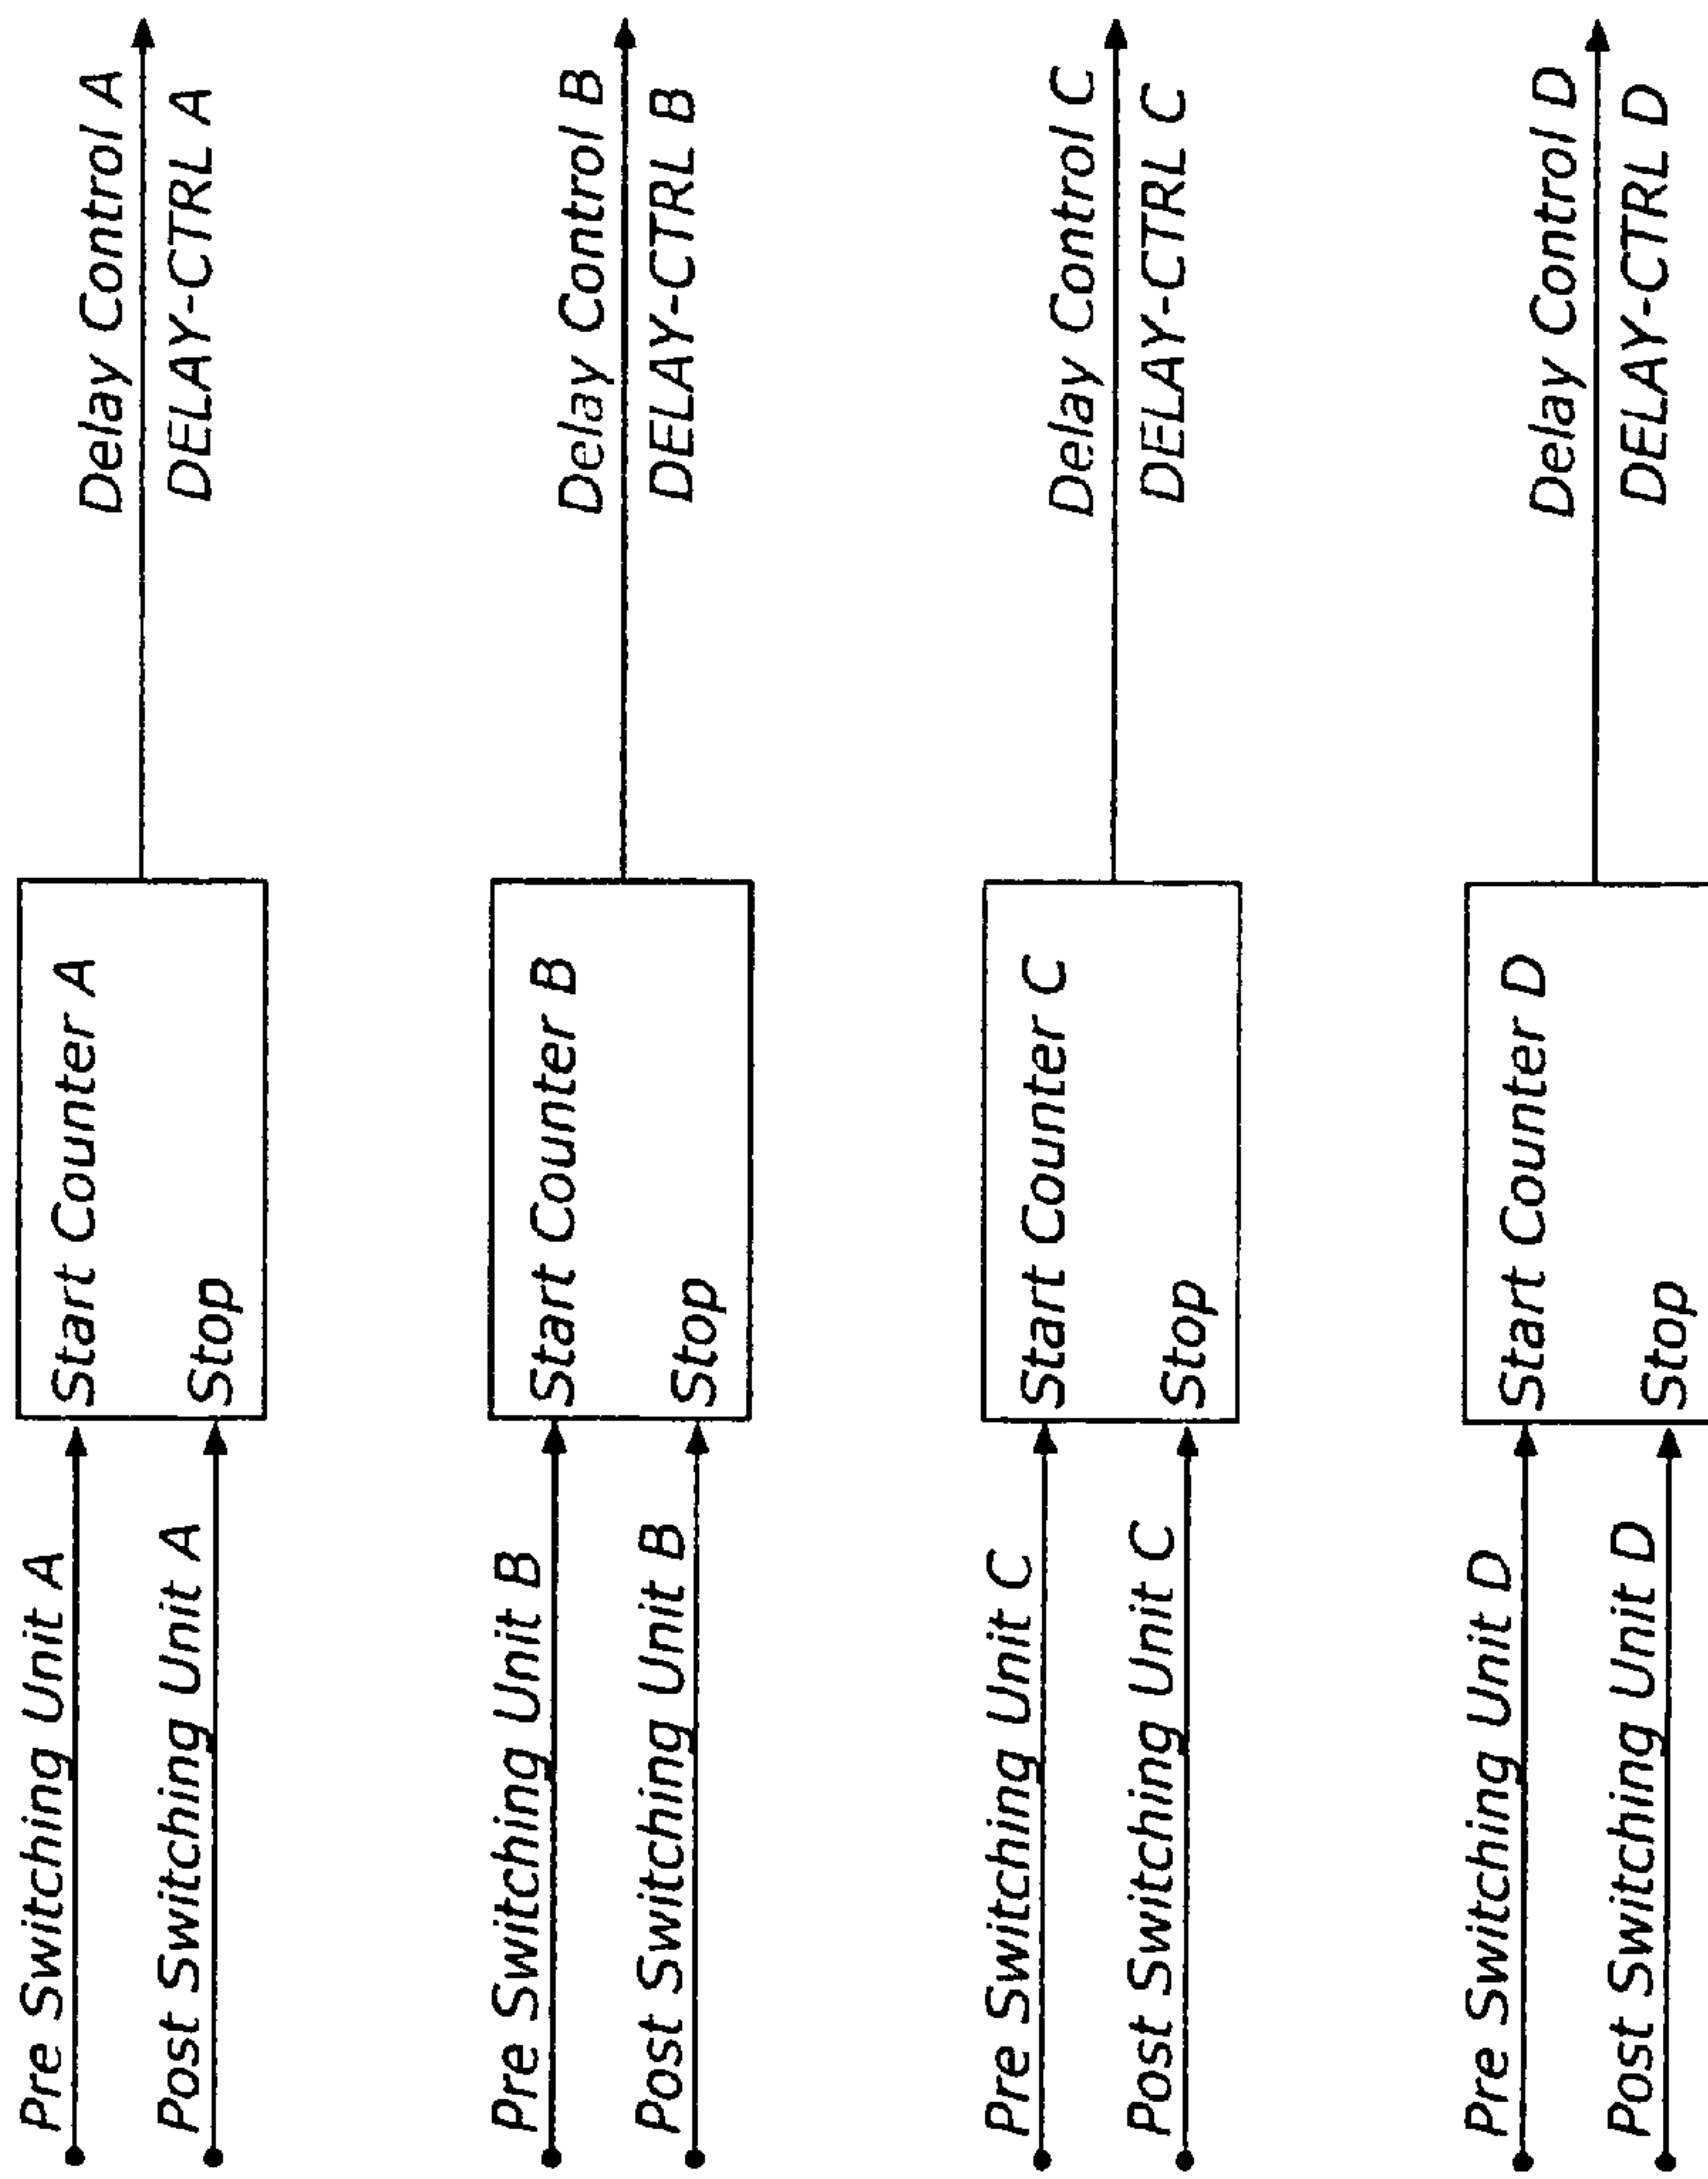 Pre Switching Unit A
Post Switching Unit A
Start Counter A
Stop
Delay Control A
DELAY-CTRL A
Pre Switching Unit B
Post Switching Unit B
Start Counter B
Stop
Delay Control B
DELAY-CTRL B
Pre Switching Unit C
Post Switching Unit C
Start Counter C
Stop
Delay Control C
DELAY-CTRL C
Pre Switching Unit D
Post Switching Unit D
Start Counter D
Stop
Delay Control D
DELAY-CTRL D